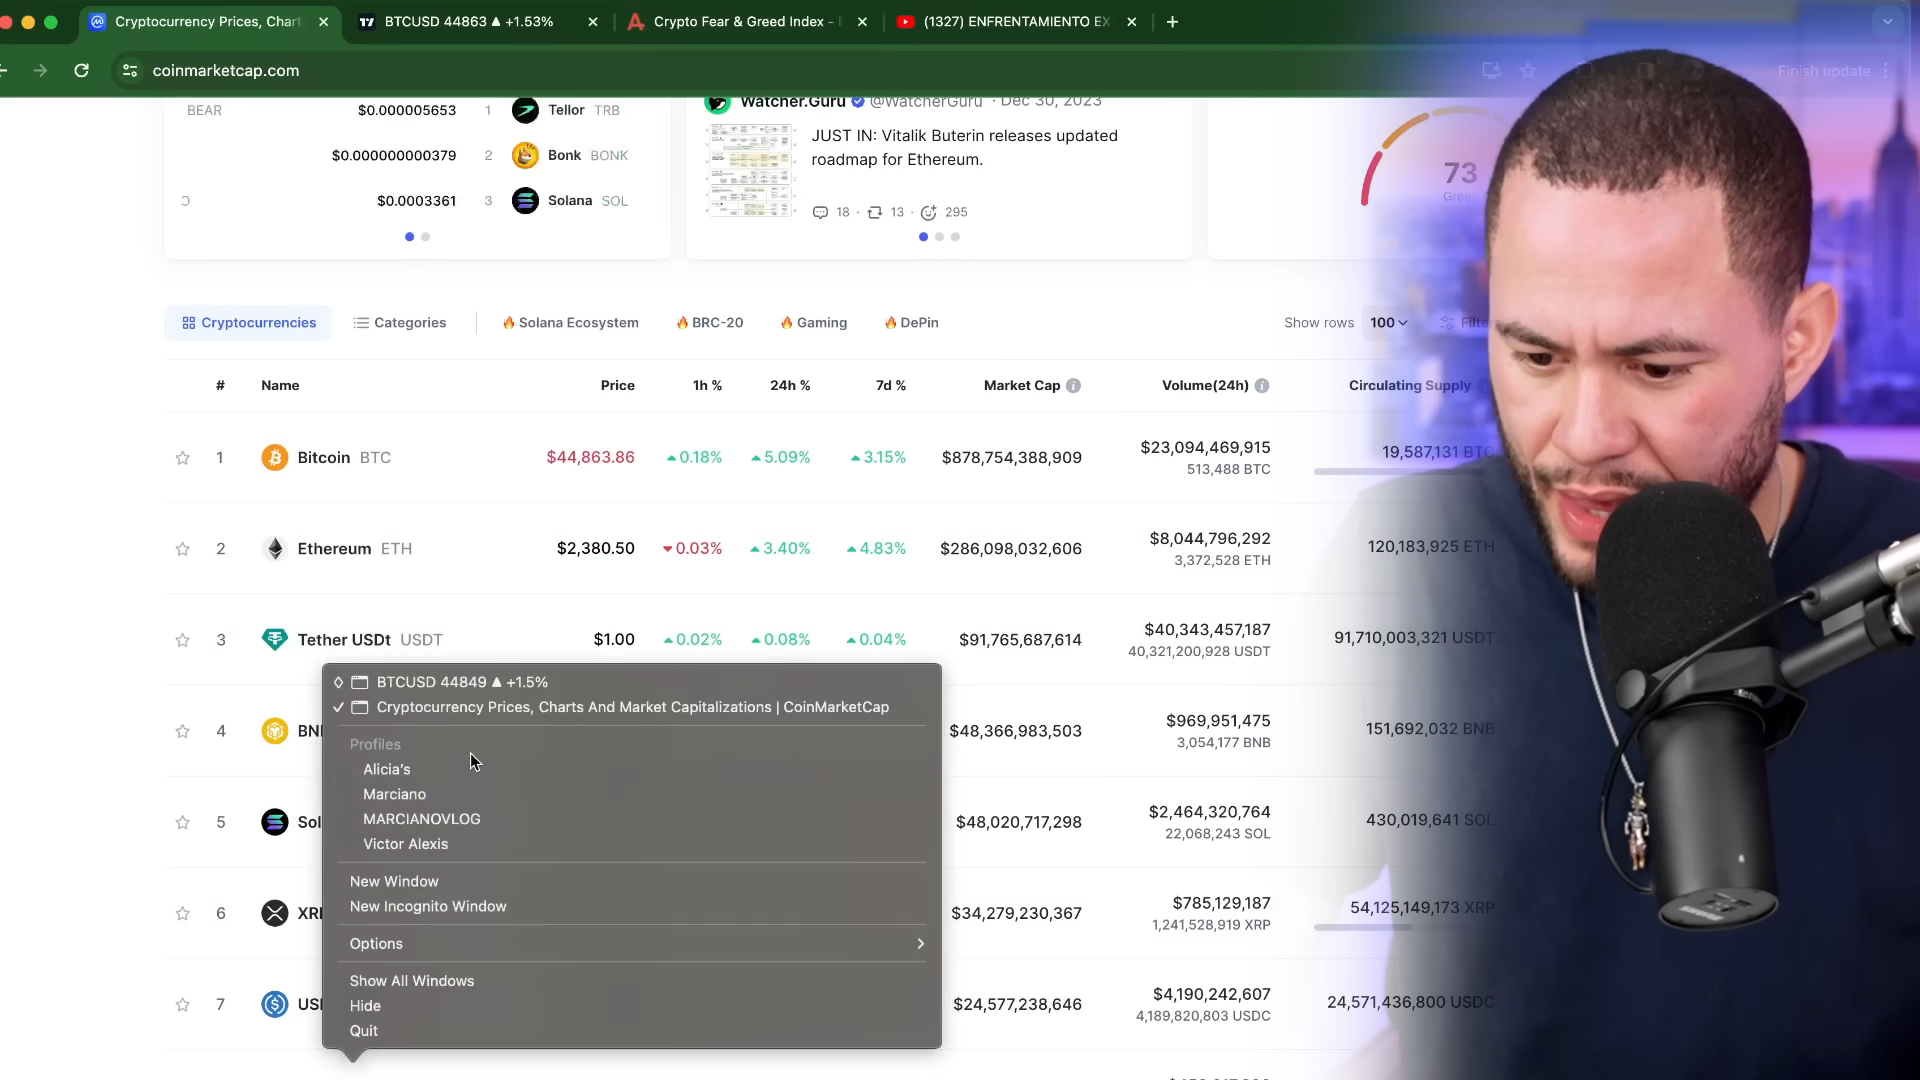 Cryptocurrency Prices, Chart
BTCUSD 44863 ▲ +1.53%
Crypto Fear & Greed Index -
(1327) ENFRENTAMIENTO EX
coinmarketcap.com
Finish update
BEAR $0.000005653 1 Tellor TRB
$0.000000000379 2 Bonk BONK
$0.0003361 3 Solana SOL
Watcher.Guru @WatcherGuru · Dec 30, 2023
JUST IN: Vitalik Buterin releases updated
roadmap for Ethereum.
18 · 13 · 295
73
Greed
Cryptocurrencies Categories Solana Ecosystem BRC-20 Gaming DePin Show rows 100
# Name Price 1h % 24h % 7d % Market Cap Volume(24h) Circulating Supply
1 Bitcoin BTC $44,863.86 0.18% 5.09% 3.15% $878,754,388,909 $23,094,469,915 19,587,131 BTC
513,488 BTC
2 Ethereum ETH $2,380.50 0.03% 3.40% 4.83% $286,098,032,606 $8,044,796,292 120,183,925 ETH
3,372,528 ETH
3 Tether USDt USDT $1.00 0.02% 0.08% 0.04% $91,765,687,614 $40,343,457,187 91,710,003,321 USDT
40,321,200,928 USDT
4 BN $48,366,983,503 $969,951,475 151,692,032 BNB
3,054,177 BNB
5 Sol $48,020,717,298 $2,464,320,764 430,019,641 SOL
22,068,243 SOL
6 XRI $34,279,230,367 $785,129,187 54,125,149,173 XRP
1,241,528,919 XRP
7 US $24,577,238,646 $4,190,242,607 24,571,436,800 USDC
4,189,820,803 USDC
BTCUSD 44849 ▲ +1.5%
Cryptocurrency Prices, Charts And Market Capitalizations | CoinMarketCap
Profiles
Alicia's
Marciano
MARCIANOVLOG
Victor Alexis
New Window
New Incognito Window
Options
Show All Windows
Hide
Quit